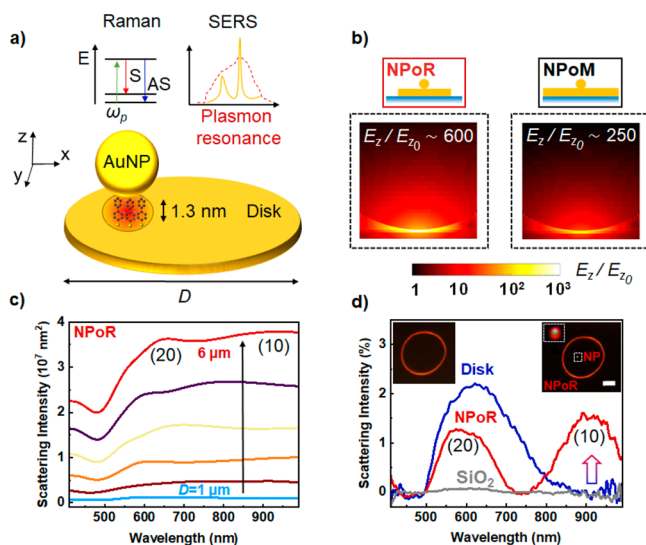 a)
Raman
SERS
E
S
AS
ωp
Plasmon
resonance
z
x
y
AuNP
1.3 nm
Disk
D
b)
NPoR
NPoM
Ez / Ez0 ~ 600
Ez / Ez0 ~ 250
Ez / Ez0
1 10 10² 10³
c)
NPoR
(20)
6 μm
(10)
D=1 μm
Scattering Intensity (10⁷ nm²)
4
3
2
1
0
500 600 700 800 900
Wavelength (nm)
d)
NP
NPoR
Disk
NPoR
(20)
(10)
SiO₂
Scattering Intensity (%)
3
2
1
0
500 600 700 800 900
Wavelength (nm)